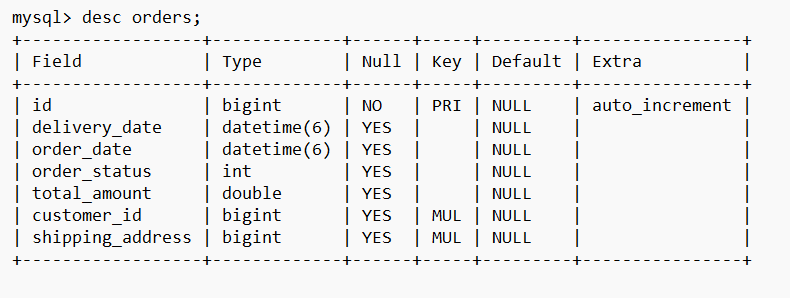 mysql> desc orders;
+------------------+-------------+------+-----+---------+----------------+
| Field            | Type        | Null | Key | Default | Extra          |
+------------------+-------------+------+-----+---------+----------------+
| id               | bigint      | NO   | PRI | NULL    | auto_increment |
| delivery_date    | datetime(6) | YES  |     | NULL    |                |
| order_date       | datetime(6) | YES  |     | NULL    |                |
| order_status     | int         | YES  |     | NULL    |                |
| total_amount     | double      | YES  |     | NULL    |                |
| customer_id      | bigint      | YES  | MUL | NULL    |                |
| shipping_address | bigint      | YES  | MUL | NULL    |                |
+------------------+-------------+------+-----+---------+----------------+